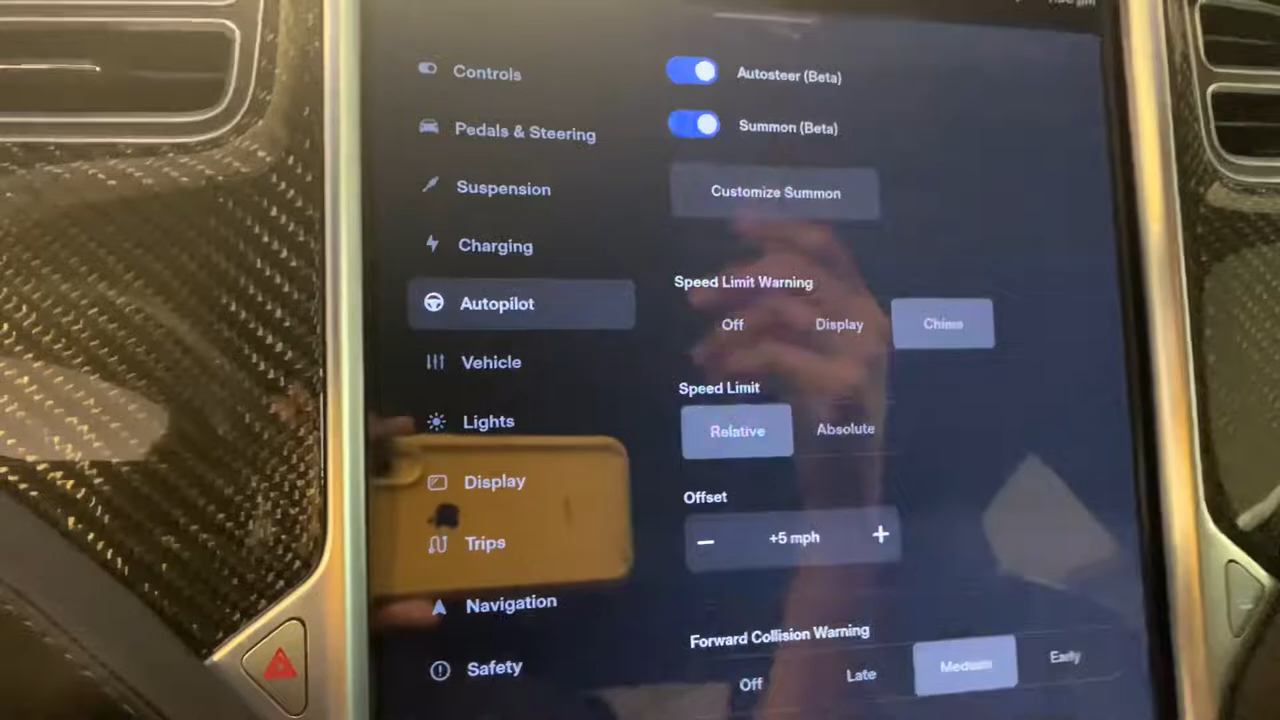 Controls
Pedals & Steering
Suspension
Charging
Autopilot
Vehicle
Lights
Display
Trips
Navigation
Safety
Autosteer (Beta)
Summon (Beta)
Customize Summon
Speed Limit Warning
Off Display Chime
Speed Limit
Relative Absolute
Offset
– +5 mph +
Forward Collision Warning
Off Late Medium Early